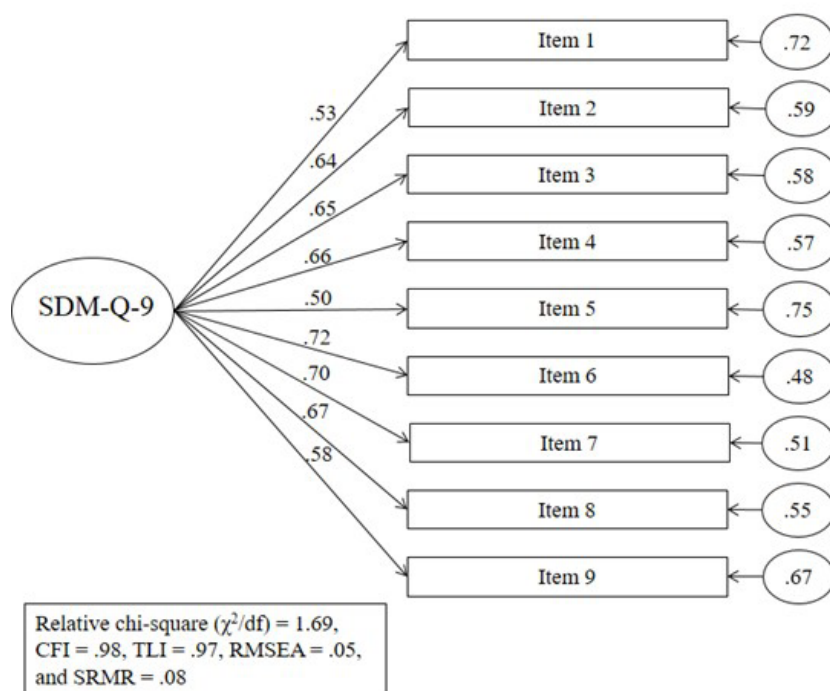 Item 1
.72
.53
Item 2
.59
.64
Item 3
.58
.65
Item 4
.57
.66
SDM-Q-9
.50
Item 5
.75
.72
Item 6
.48
.70
Item 7
.51
.67
Item 8
.55
.58
Item 9
.67
Relative chi-square (χ²/df) = 1.69,
CFI = .98, TLI = .97, RMSEA = .05,
and SRMR = .08